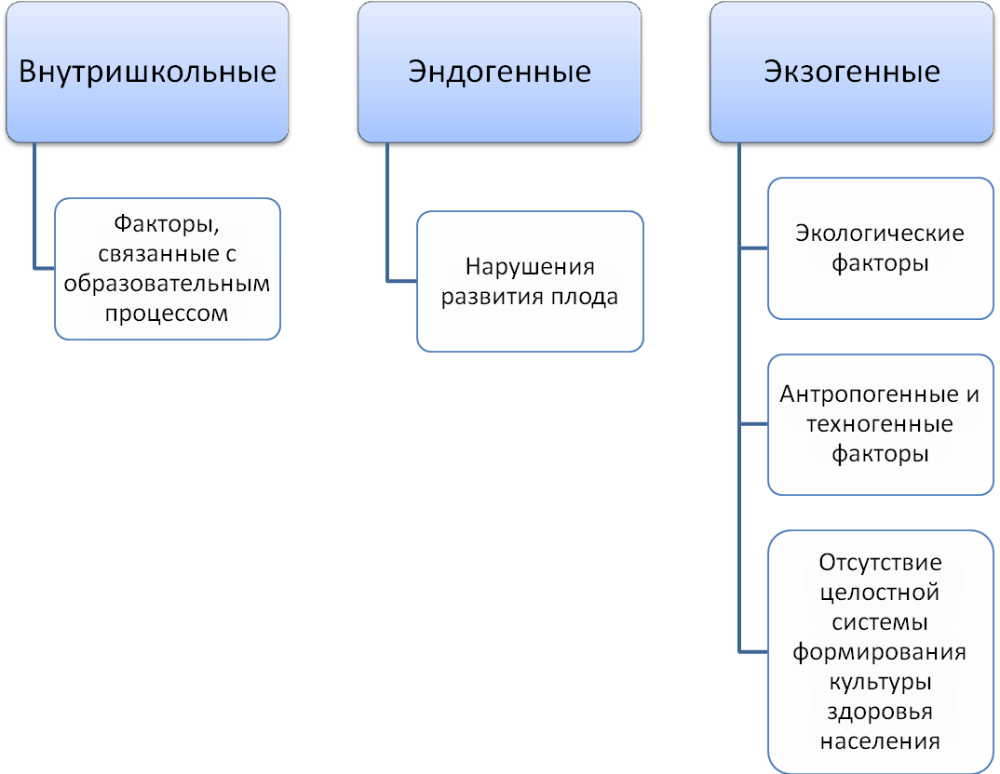 Внутришкольные
Факторы,
связанные с
образовательным
процессом
Эндогенные
Нарушения
развития плода
Экзогенные
Экологические
факторы
Антропогенные и
техногенные
факторы
Отсутствие
целостной
системы
формирования
культуры
здоровья
населения